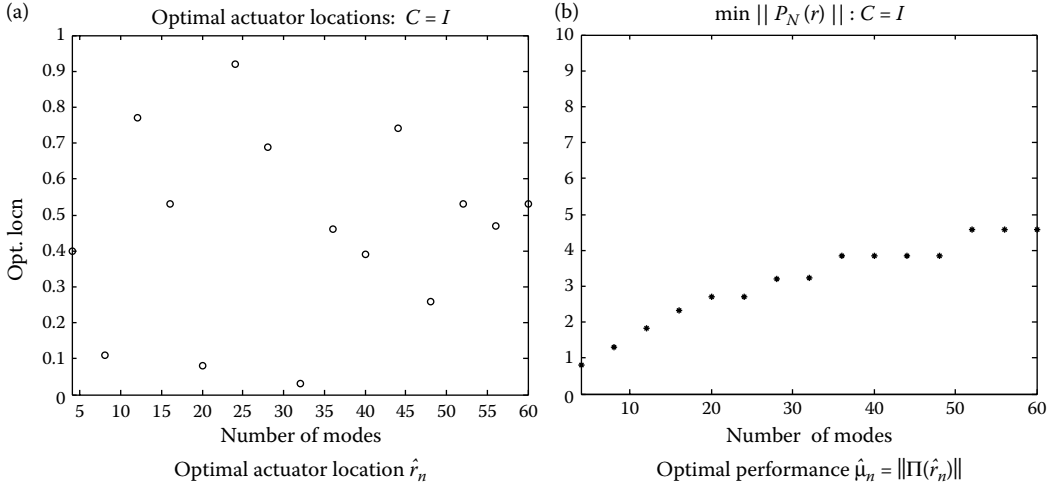 (a)
Optimal actuator locations: C = I
1
0.9
0.8
0.7
0.6
0.5
0.4
0.3
0.2
0.1
0
Opt. locn
5 10 15 20 25 30 35 40 45 50 55 60
Number of modes
Optimal actuator location r̂ₙ
(b)
min || P_N(r) || : C = I
10
9
8
7
6
5
4
3
2
1
0
10 20 30 40 50 60
Number of modes
Optimal performance μ̂ₙ = ||Π(r̂ₙ)||